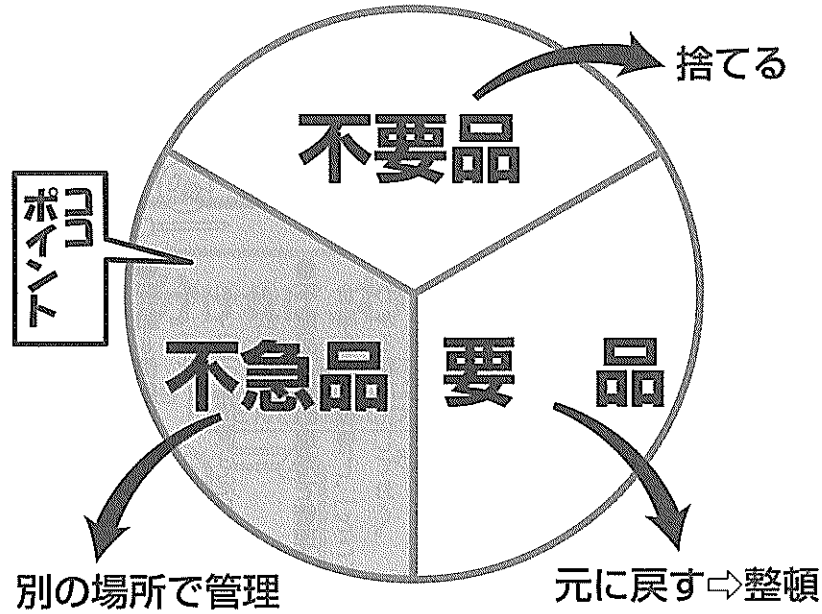 捨てる
不要品
ココ
ポイント
不急品
要　品
別の場所で管理
元に戻す⇨整頓